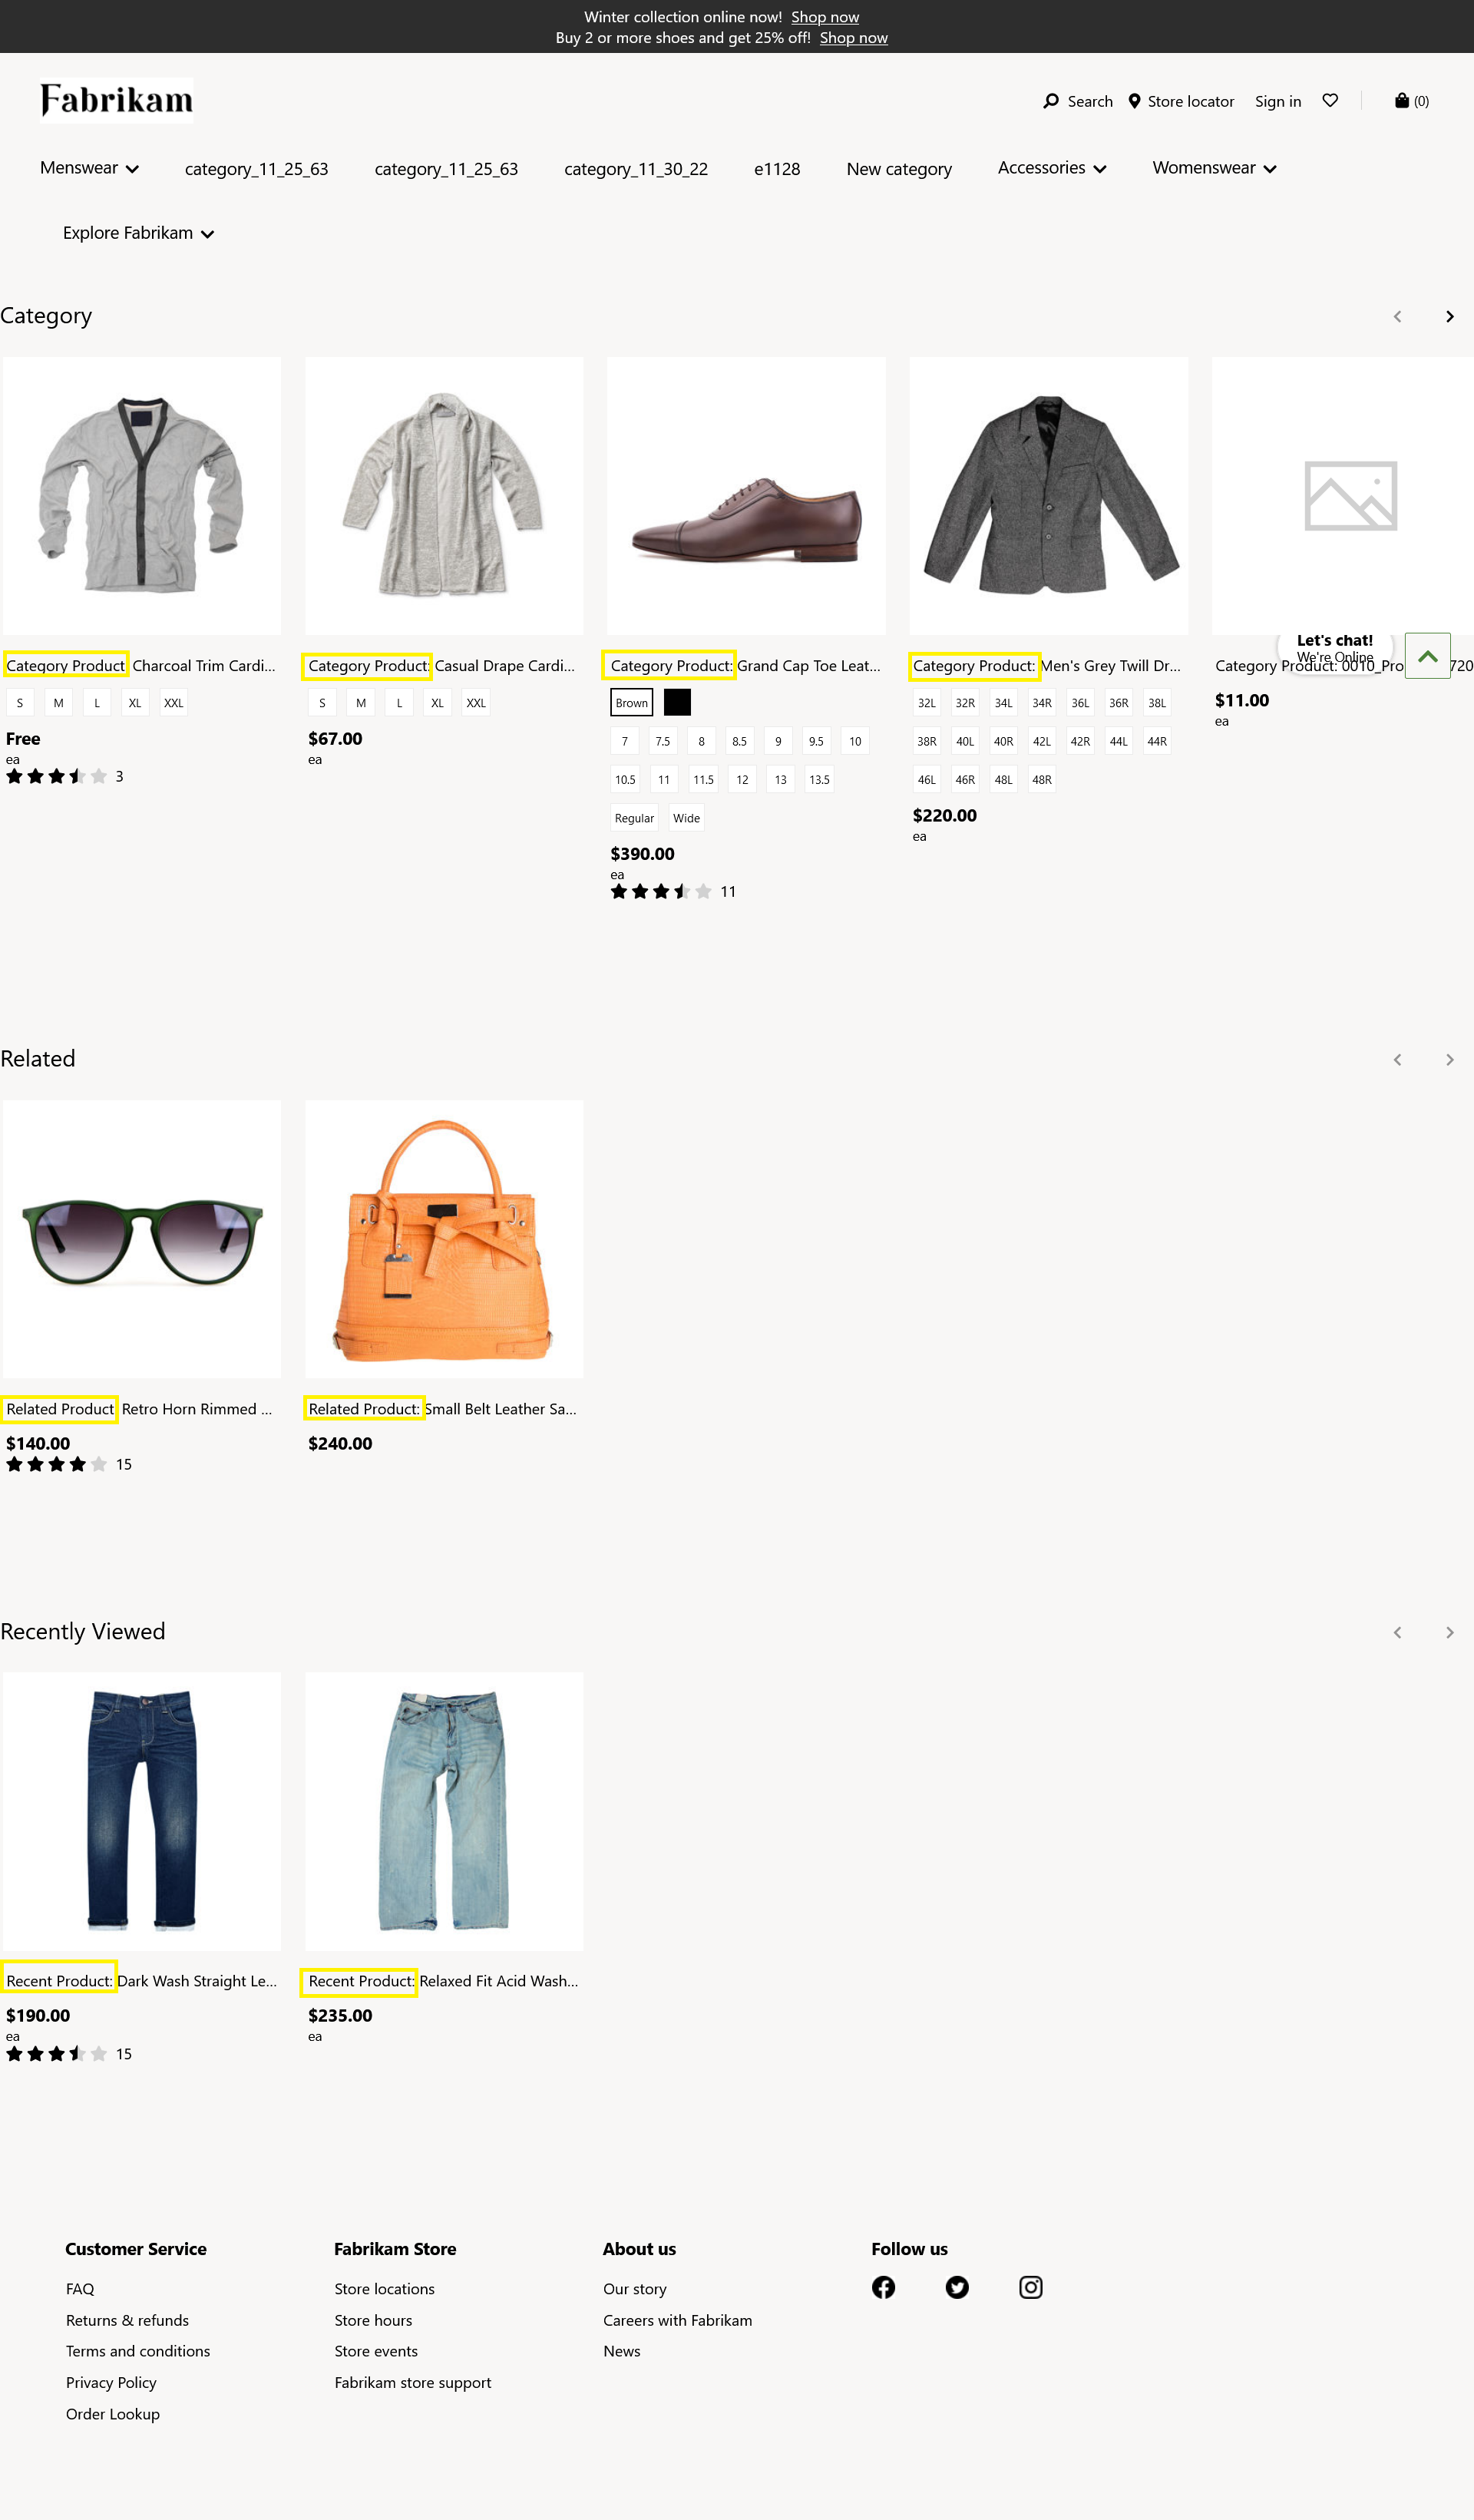 Winter collection online now! Shop now
Buy 2 or more shoes and get 25% off! Shop now
Fabrikam
Search Store locator Sign in (0)
Menswear category_11_25_63 category_11_25_63 category_11_30_22 e1128 New category Accessories Womenswear
Explore Fabrikam
Category
Category Product Charcoal Trim Cardi...
S M L XL XXL
Free
ea
3
Category Product: Casual Drape Cardi...
S M L XL XXL
$67.00
ea
Category Product: Grand Cap Toe Leat...
Brown
7 7.5 8 8.5 9 9.5 10
10.5 11 11.5 12 13 13.5
Regular Wide
$390.00
ea
11
Category Product: Men's Grey Twill Dr...
32L 32R 34L 34R 36L 36R 38L
38R 40L 40R 42L 42R 44L 44R
46L 46R 48L 48R
$220.00
ea
Let's chat!
We're Online
Category Product: 0010_Pro 720
$11.00
ea
Related
Related Product Retro Horn Rimmed ...
$140.00
15
Related Product: Small Belt Leather Sa...
$240.00
Recently Viewed
Recent Product: Dark Wash Straight Le...
$190.00
ea
15
Recent Product: Relaxed Fit Acid Wash...
$235.00
ea
Customer Service
FAQ
Returns & refunds
Terms and conditions
Privacy Policy
Order Lookup
Fabrikam Store
Store locations
Store hours
Store events
Fabrikam store support
About us
Our story
Careers with Fabrikam
News
Follow us